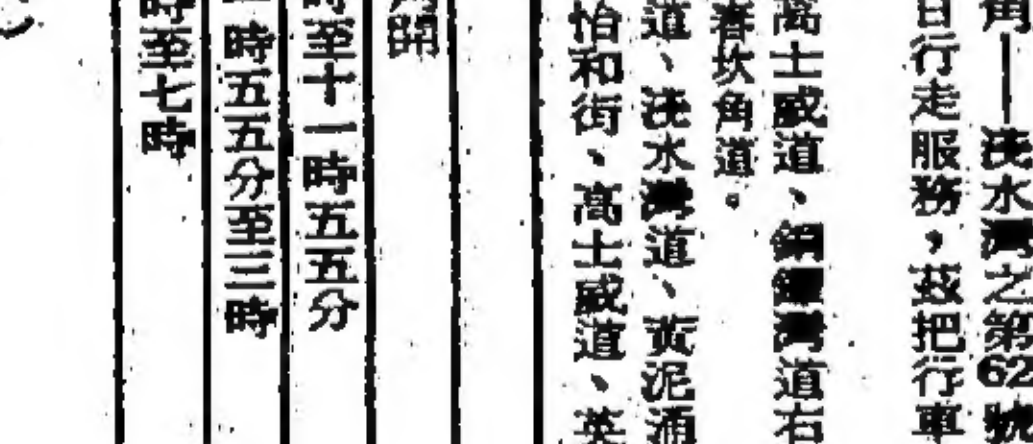 角——淺水灣之第62號
日行走服務，茲把行車
高士威道、銅鑼灣道右
舂坎角道。
道、淺水灣道、黃泥涌
怡和街、高士威道、英
開
時至十一時五五分
時五五分至三時
時至七時